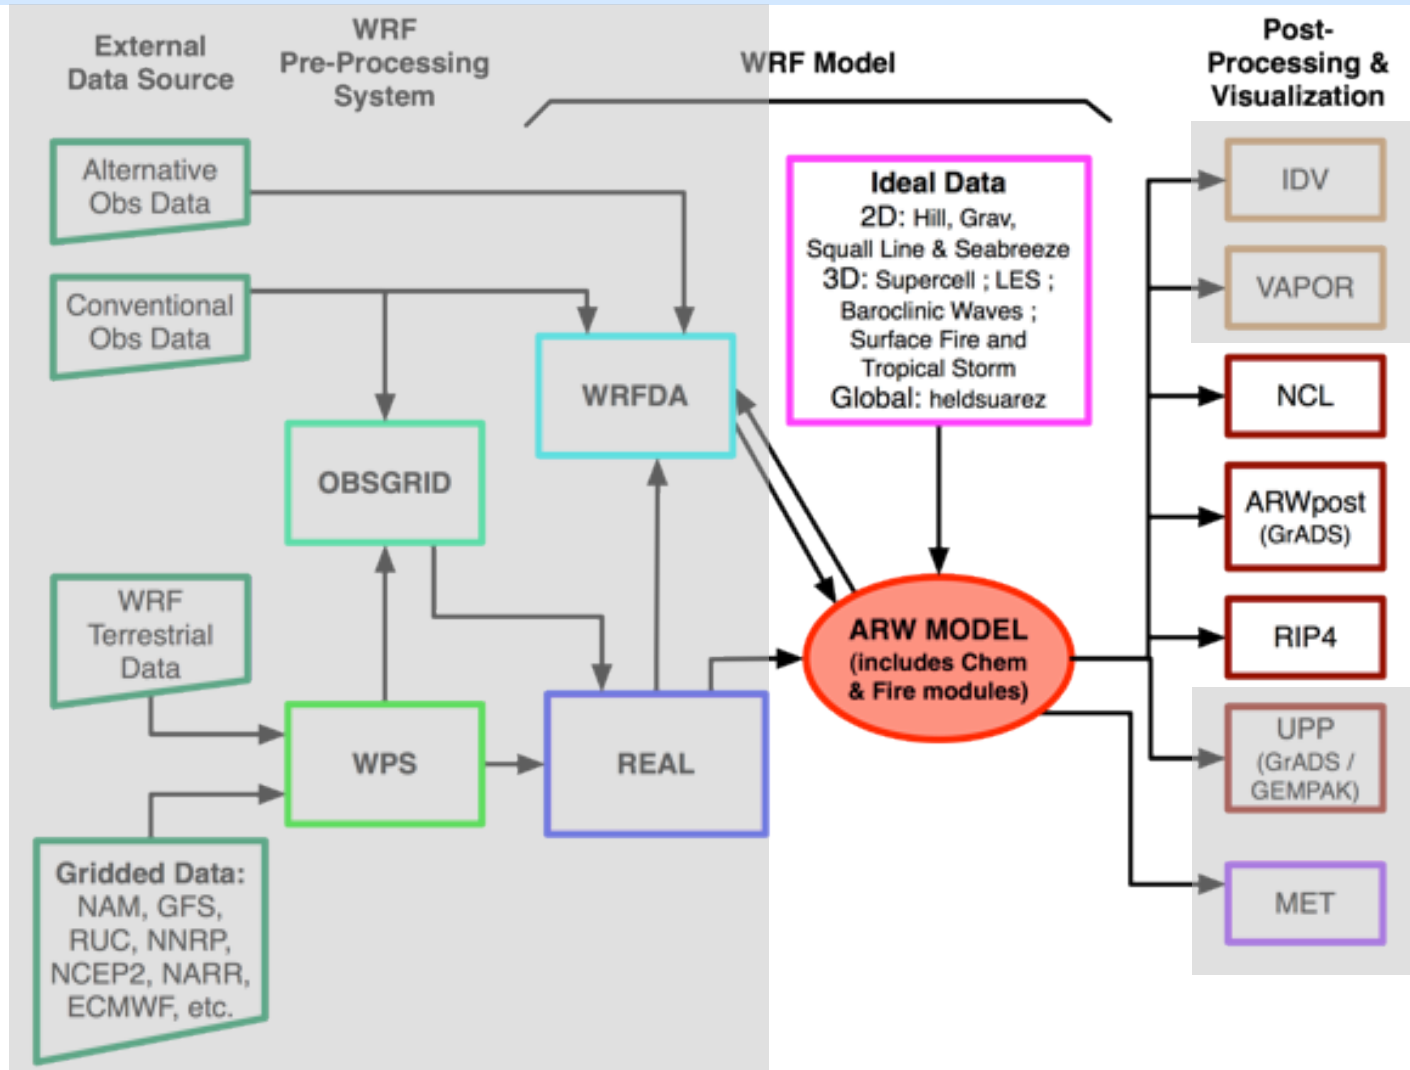 External
Data Source
WRF
Pre-Processing
System
WRF Model
Post-
Processing &
Visualization
Alternative
Obs Data
Conventional
Obs Data
WRF
Terrestrial
Data
Gridded Data:
NAM, GFS,
RUC, NNRP,
NCEP2, NARR,
ECMWF, etc.
OBSGRID
WPS
WRFDA
REAL
Ideal Data
2D: Hill, Grav,
Squall Line & Seabreeze
3D: Supercell ; LES ;
Baroclinic Waves ;
Surface Fire and
Tropical Storm
Global: heldsuarez
ARW MODEL
(includes Chem
& Fire modules)
IDV
VAPOR
NCL
ARWpost
(GrADS)
RIP4
UPP
(GrADS /
GEMPAK)
MET